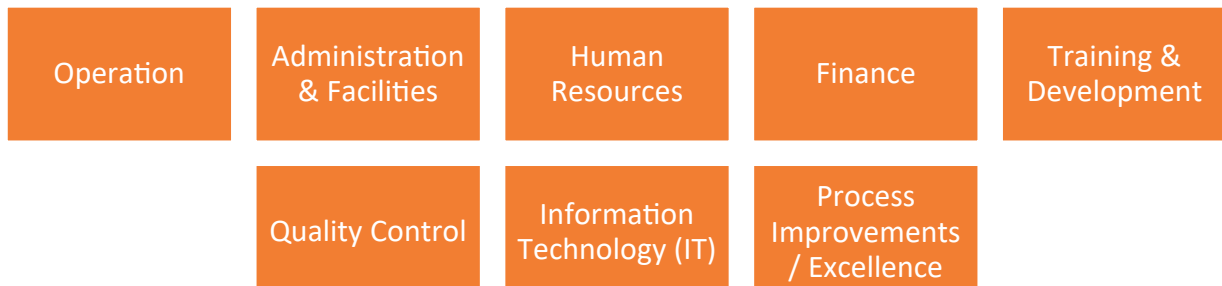 Operation
Administration
& Facilities
Human
Resources
Finance
Training &
Development
Quality Control
Information
Technology (IT)
Process
Improvements
/ Excellence